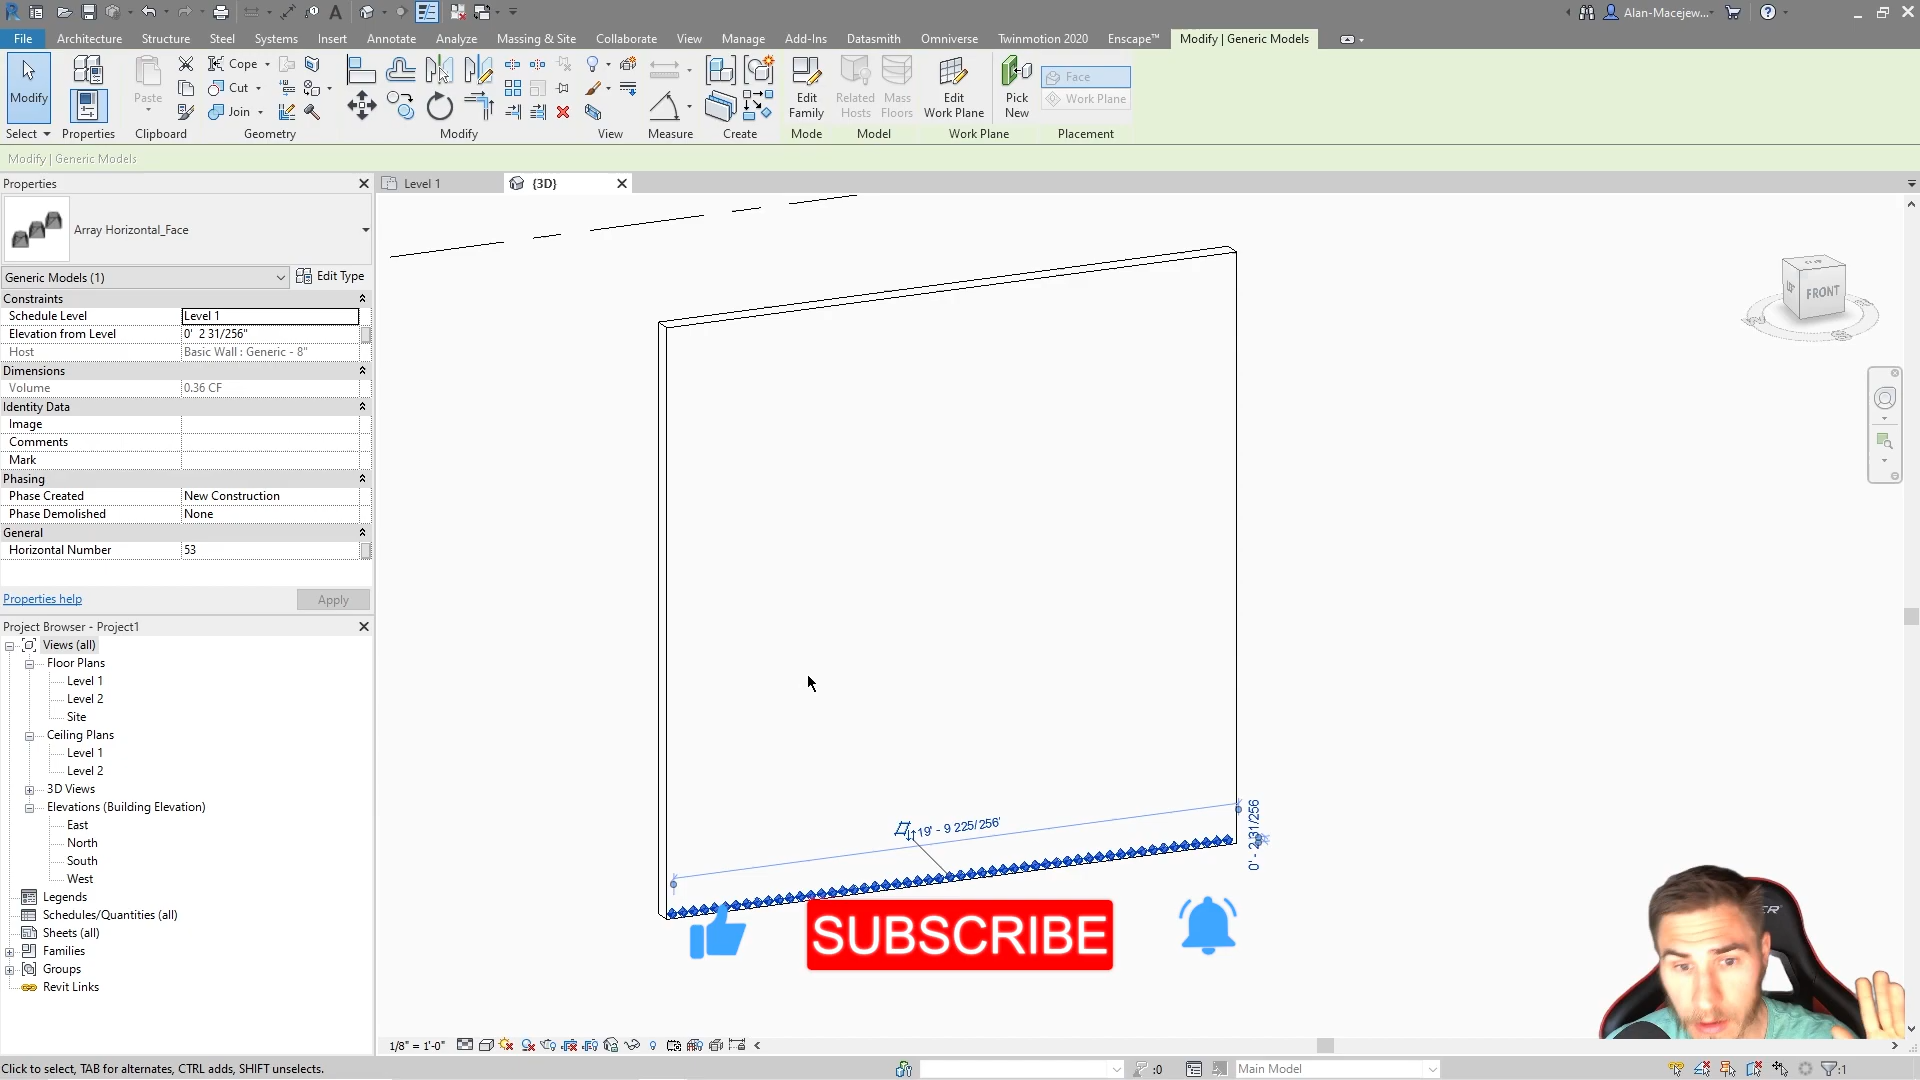 Alan-Macejew...
File Architecture Structure Steel Systems Insert Annotate Analyze Massing & Site Collaborate View Manage Add-Ins Datasmith Omniverse Twinmotion 2020 Enscape™ Modify | Generic Models
Modify
Paste
Cope
Cut
Join
Edit Family
Related Hosts
Mass Floors
Edit Work Plane
Pick New
Face
Work Plane
Select Properties Clipboard Geometry Modify View Measure Create Mode Model Work Plane Placement
Modify | Generic Models
Properties
Level 1
{3D}
Array Horizontal_Face
Generic Models (1)
Edit Type
Constraints
Schedule Level Level 1
Elevation from Level 0' 2 31/256"
Host Basic Wall : Generic - 8"
Dimensions
Volume 0.36 CF
Identity Data
Image
Comments
Mark
Phasing
Phase Created New Construction
Phase Demolished None
General
Horizontal Number 53
Properties help
Apply
Project Browser - Project1
Views (all)
Floor Plans
Level 1
Level 2
Site
Ceiling Plans
Level 1
Level 2
3D Views
Elevations (Building Elevation)
East
North
South
West
Legends
Schedules/Quantities (all)
Sheets (all)
Families
Groups
Revit Links
FRONT
19' - 9 225/256"
0' - 2 31/256
SUBSCRIBE
1/8" = 1'-0"
Click to select, TAB for alternates, CTRL adds, SHIFT unselects.
:0
Main Model
:1